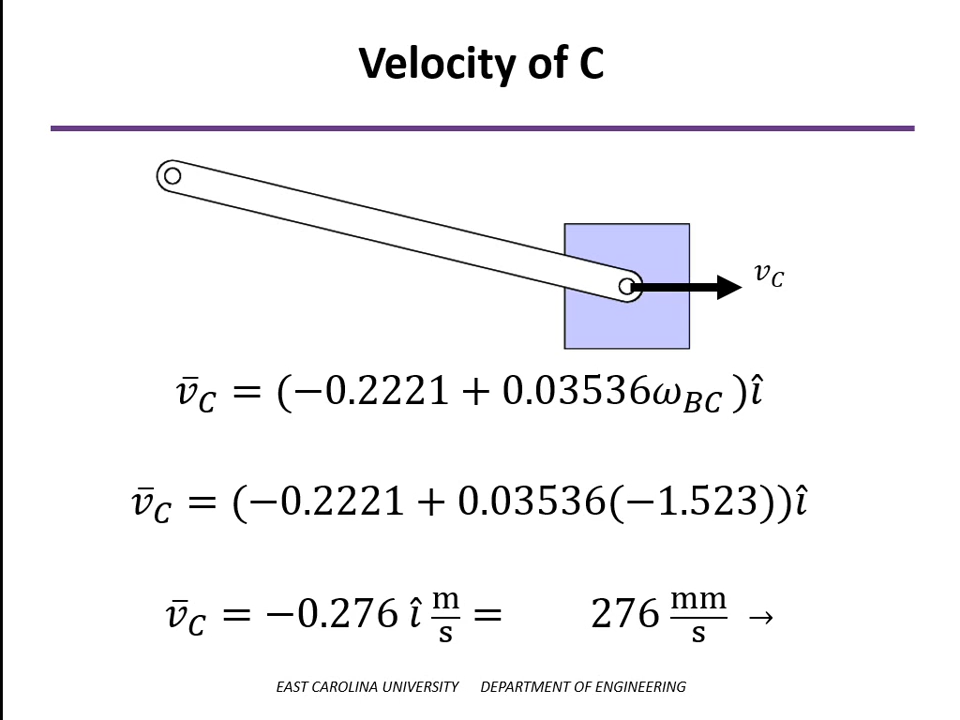 Velocity of C
v_C
v̄_C = (−0.2221 + 0.03536ω_BC )î
v̄_C = (−0.2221 + 0.03536(−1.523))î
v̄_C = −0.276 î m/s = 276 mm/s →
EAST CAROLINA UNIVERSITY DEPARTMENT OF ENGINEERING